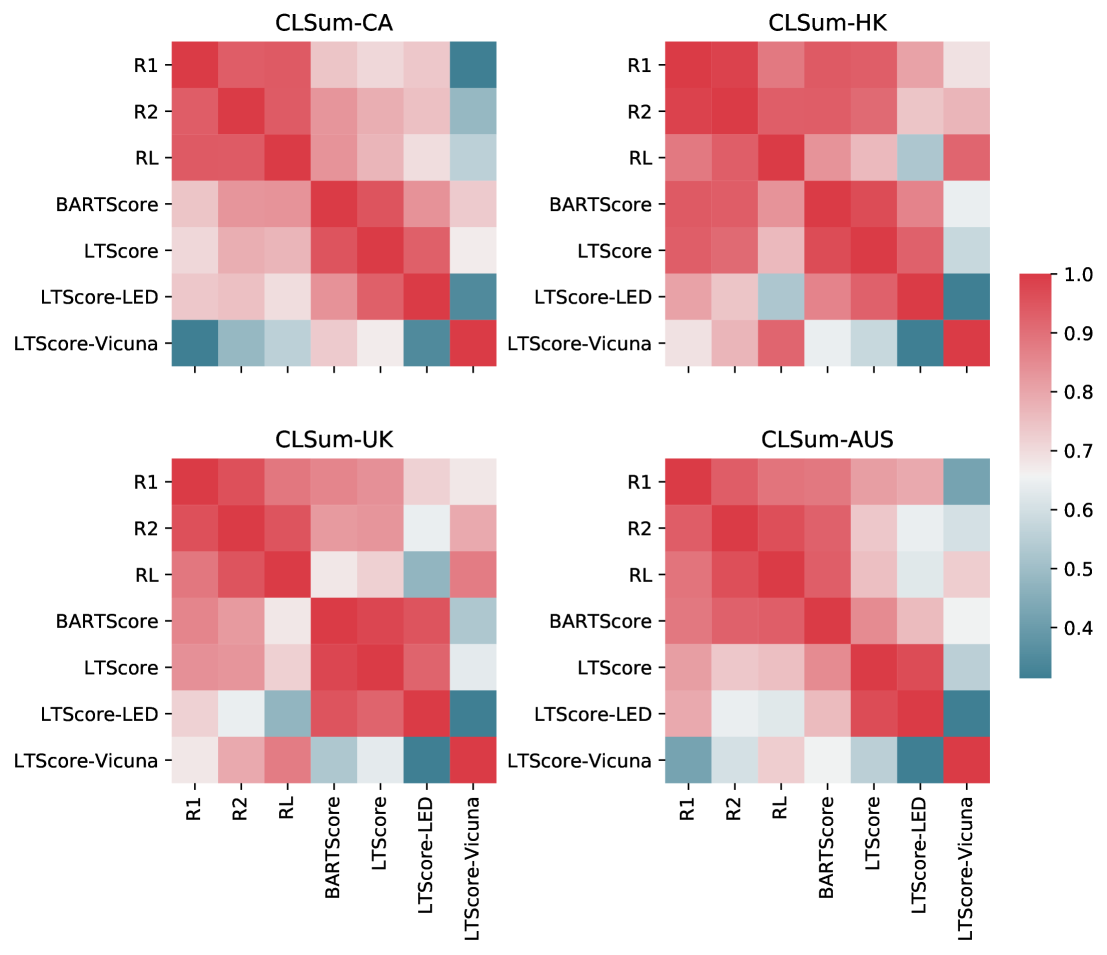 CLSum-CA
R1
R2
RL
BARTScore
LTScore
LTScore-LED
LTScore-Vicuna
CLSum-HK
R1
R2
RL
BARTScore
LTScore
LTScore-LED
LTScore-Vicuna
CLSum-UK
R1
R2
RL
BARTScore
LTScore
LTScore-LED
LTScore-Vicuna
R1
R2
RL
BARTScore
LTScore
LTScore-LED
LTScore-Vicuna
CLSum-AUS
R1
R2
RL
BARTScore
LTScore
LTScore-LED
LTScore-Vicuna
R1
R2
RL
BARTScore
LTScore
LTScore-LED
LTScore-Vicuna
1.0
0.9
0.8
0.7
0.6
0.5
0.4